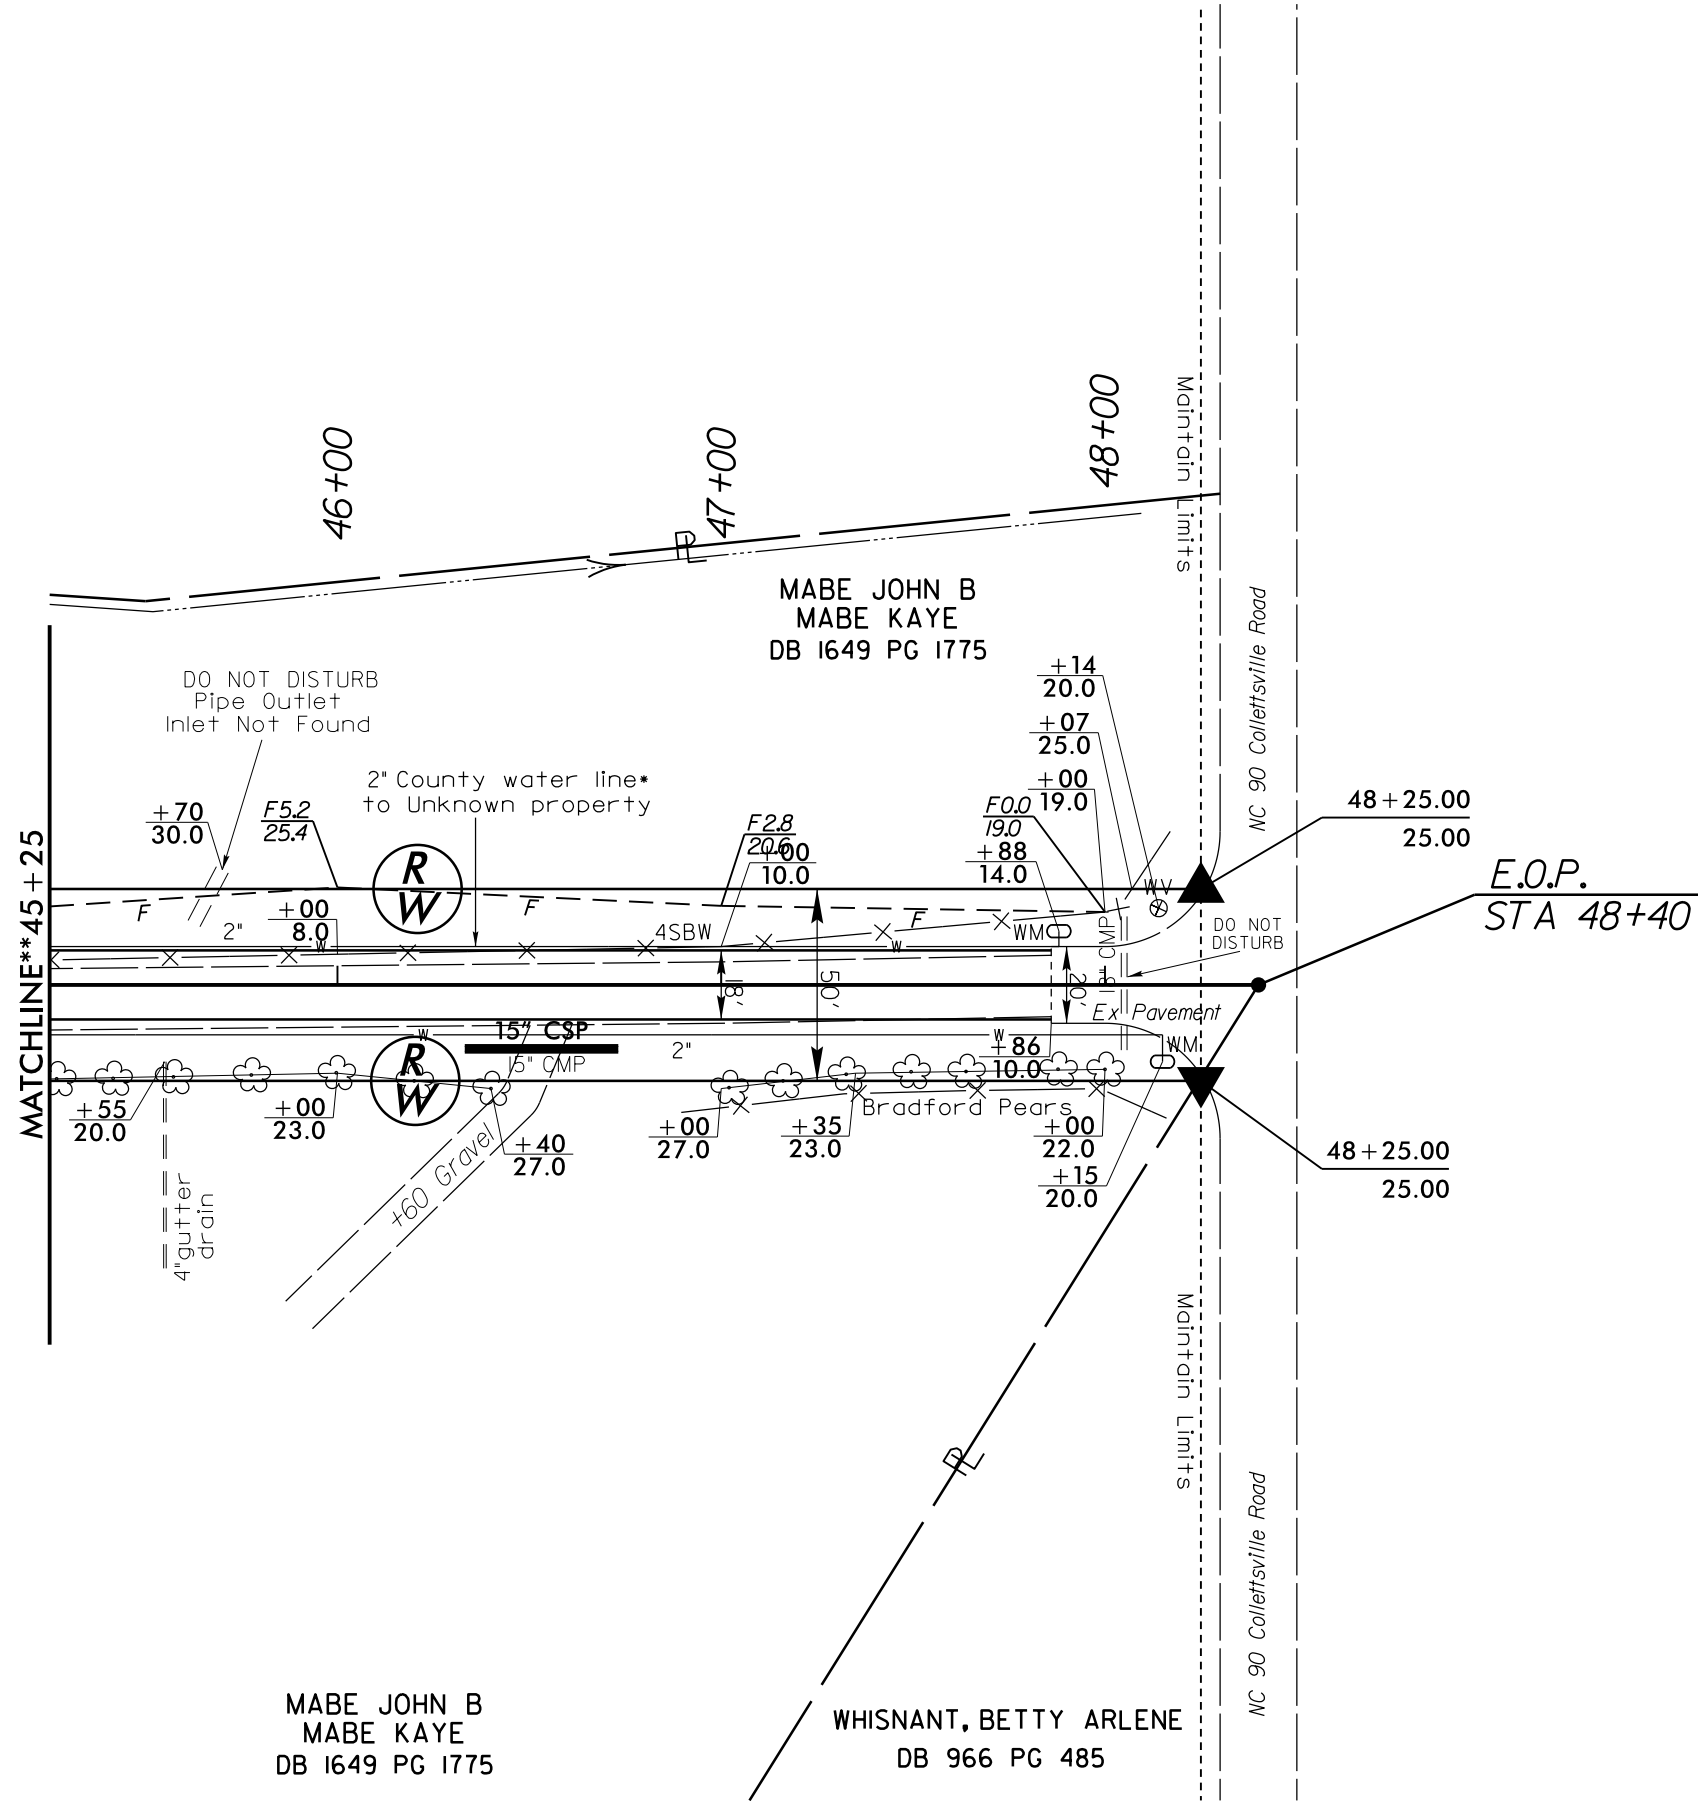 46+00
47+00
48+00
Maintain Limits
PL
MABE JOHN B
MABE KAYE
DB 1649 PG 1775
NC 90 Collettsville Road
DO NOT DISTURB
Pipe Outlet
Inlet Not Found
+14
20.0
+07
25.0
+00
19.0
2" County water line*
to Unknown property
+70
30.0
F5.2
25.4
F2.8
20.6
+00
10.0
F0.0
19.0
+88
14.0
48+25.00
25.00
E.O.P.
STA 48+40
MATCHLINE**45+25
R
W
F
F
F
WV
2"
+00
8.0
W
4SBW
W
WM
DO NOT
DISTURB
18'
50'
20'
Ex Pavement
15" CSP
15" CMP
W
2"
W
+86
10.0
WM
R
W
+55
20.0
+00
23.0
+40
27.0
+00
27.0
+35
23.0
Bradford Pears
+00
22.0
+15
20.0
48+25.00
25.00
4"gutter
drain
+60 Gravel
Maintain Limits
PL
NC 90 Collettsville Road
MABE JOHN B
MABE KAYE
DB 1649 PG 1775
WHISNANT, BETTY ARLENE
DB 966 PG 485